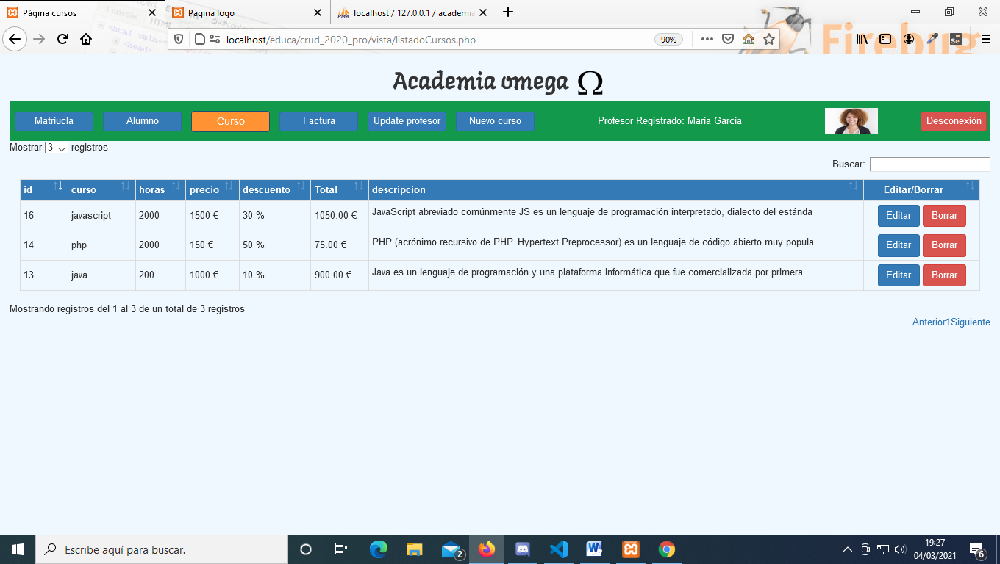 Página cursos
Página logo
localhost / 127.0.0.1 / academia
localhost/educa/crud_2020_pro/vista/listadoCursos.php
90%
Firebug
Academia omega Ω
Matriucla Alumno Curso Factura Update profesor Nuevo curso Profesor Registrado: Maria Garcia Desconexión
Mostrar 3 registros
Buscar:
id curso horas precio descuento Total descripcion Editar/Borrar
16 javascript 2000 1500 € 30 % 1050.00 € JavaScript abreviado comúnmente JS es un lenguaje de programación interpretado, dialecto del estánda Editar Borrar
14 php 2000 150 € 50 % 75.00 € PHP (acrónimo recursivo de PHP. Hypertext Preprocessor) es un lenguaje de código abierto muy popula Editar Borrar
13 java 200 1000 € 10 % 900.00 € Java es un lenguaje de programación y una plataforma informática que fue comercializada por primera Editar Borrar
Mostrando registros del 1 al 3 de un total de 3 registros
Anterior1Siguiente
Escribe aquí para buscar.
2
19:27
04/03/2021
6